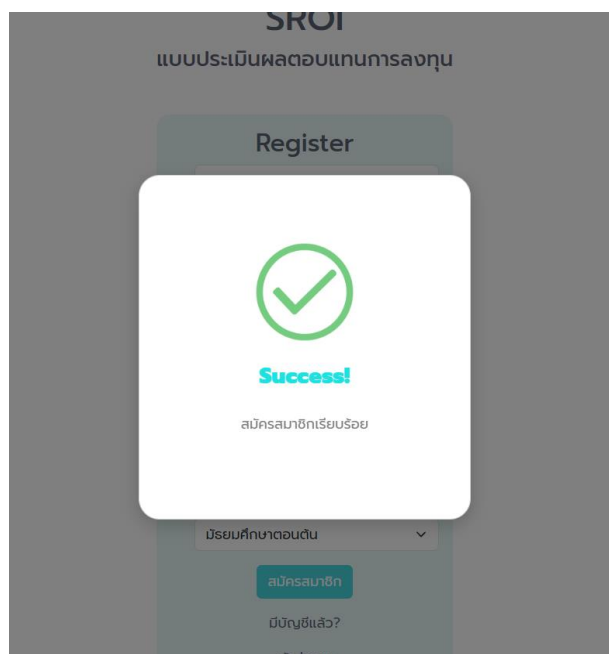 SROI
แบบประเมินผลตอบแทนการลงทุน
Register
Success!
สมัครสมาชิกเรียบร้อย
มัธยมศึกษาตอนต้น
สมัครสมาชิก
มีบัญชีแล้ว?